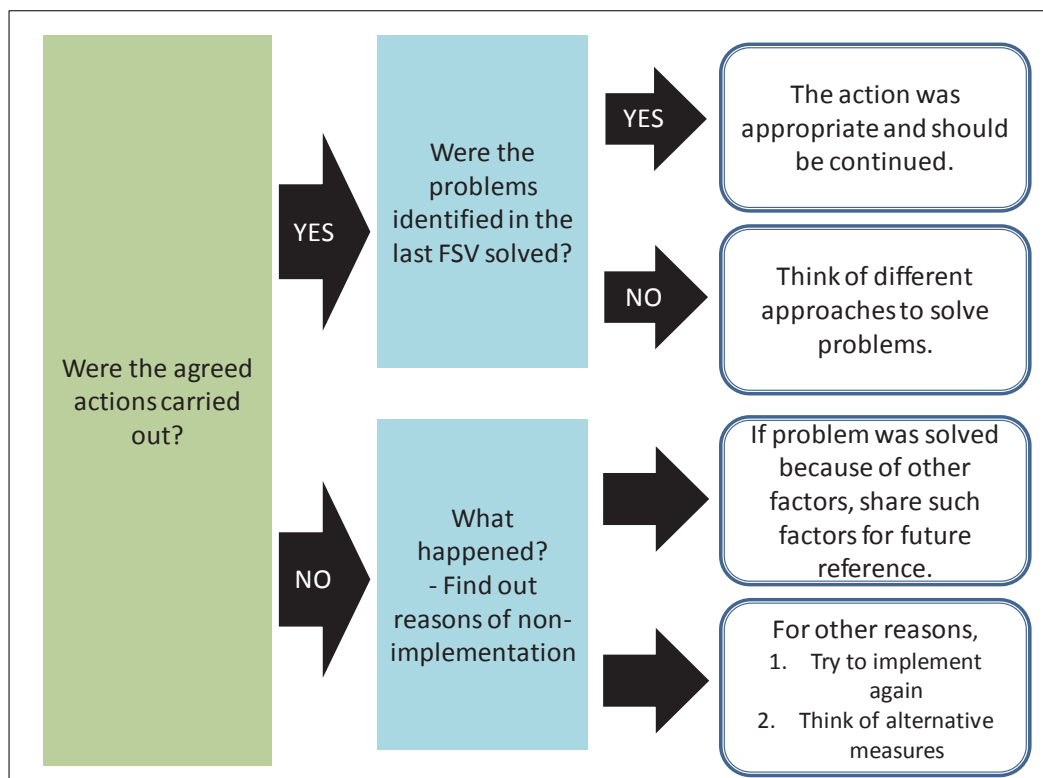 Were the agreed
actions carried
out?
YES
Were the
problems
identified in the
last FSV solved?
YES
The action was
appropriate and should
be continued.
NO
Think of different
approaches to solve
problems.
NO
What
happened?
- Find out
reasons of non-
implementation
If problem was solved
because of other
factors, share such
factors for future
reference.
For other reasons,
1. Try to implement
again
2. Think of alternative
measures